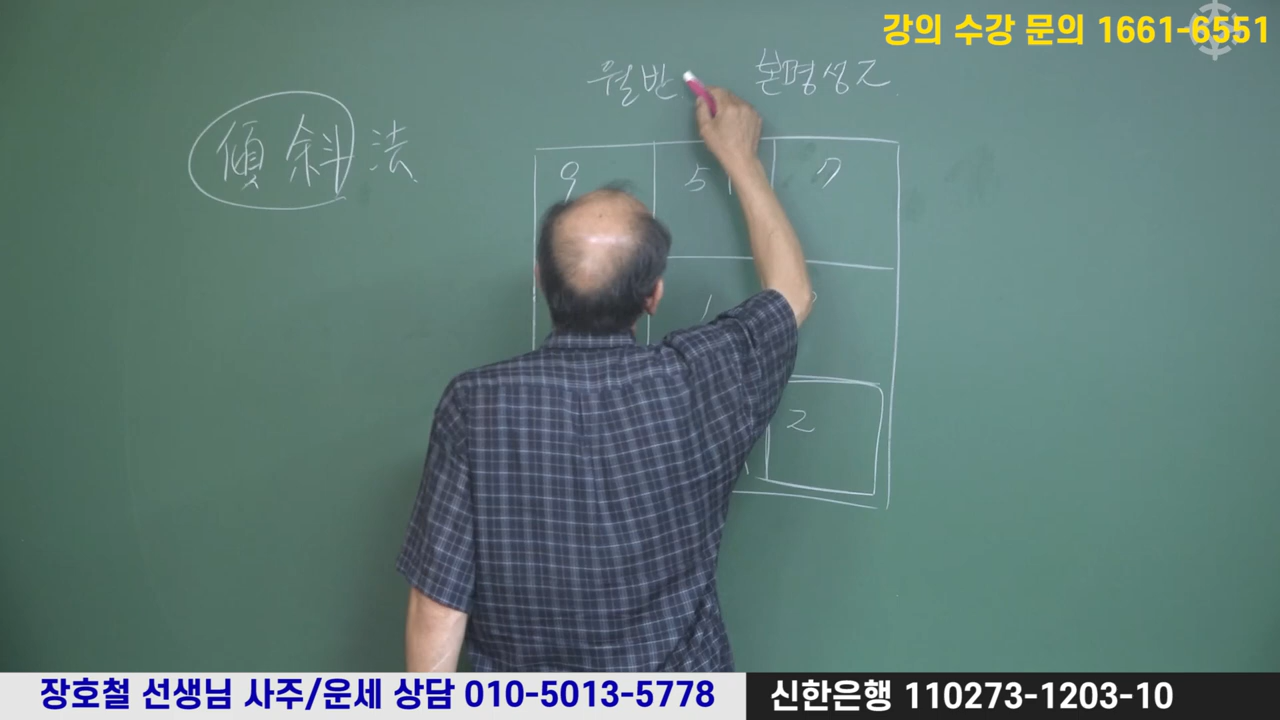 강의 수강 문의 1661-6551
월반 본명성 2
傾斜法
9 5 7
1
2
장호철 선생님 사주/운세 상담 010-5013-5778
신한은행 110273-1203-10